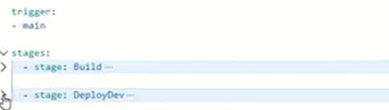 trigger:
- main
stages:
- stage: Build ...
- stage: DeployDev ...